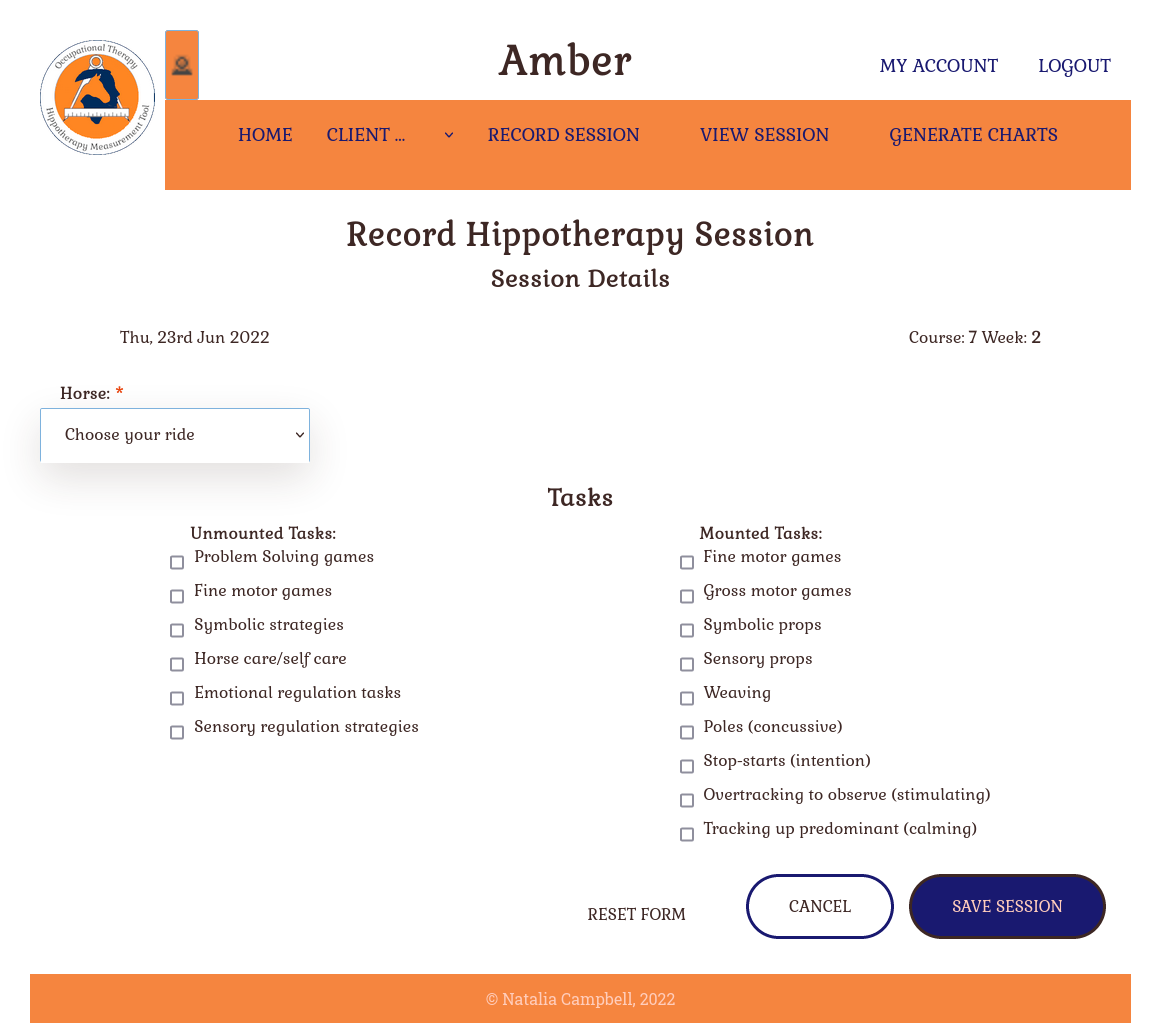 Occupational Therapy
Hippotherapy Measurement Tool
Amber
MY ACCOUNT LOGOUT
HOME CLIENT ... RECORD SESSION VIEW SESSION GENERATE CHARTS
Record Hippotherapy Session
Session Details
Thu, 23rd Jun 2022 Course: 7 Week: 2
Horse: *
Choose your ride
Tasks
Unmounted Tasks:
Problem Solving games
Fine motor games
Symbolic strategies
Horse care/self care
Emotional regulation tasks
Sensory regulation strategies
Mounted Tasks:
Fine motor games
Gross motor games
Symbolic props
Sensory props
Weaving
Poles (concussive)
Stop-starts (intention)
Overtracking to observe (stimulating)
Tracking up predominant (calming)
RESET FORM CANCEL SAVE SESSION
© Natalia Campbell, 2022